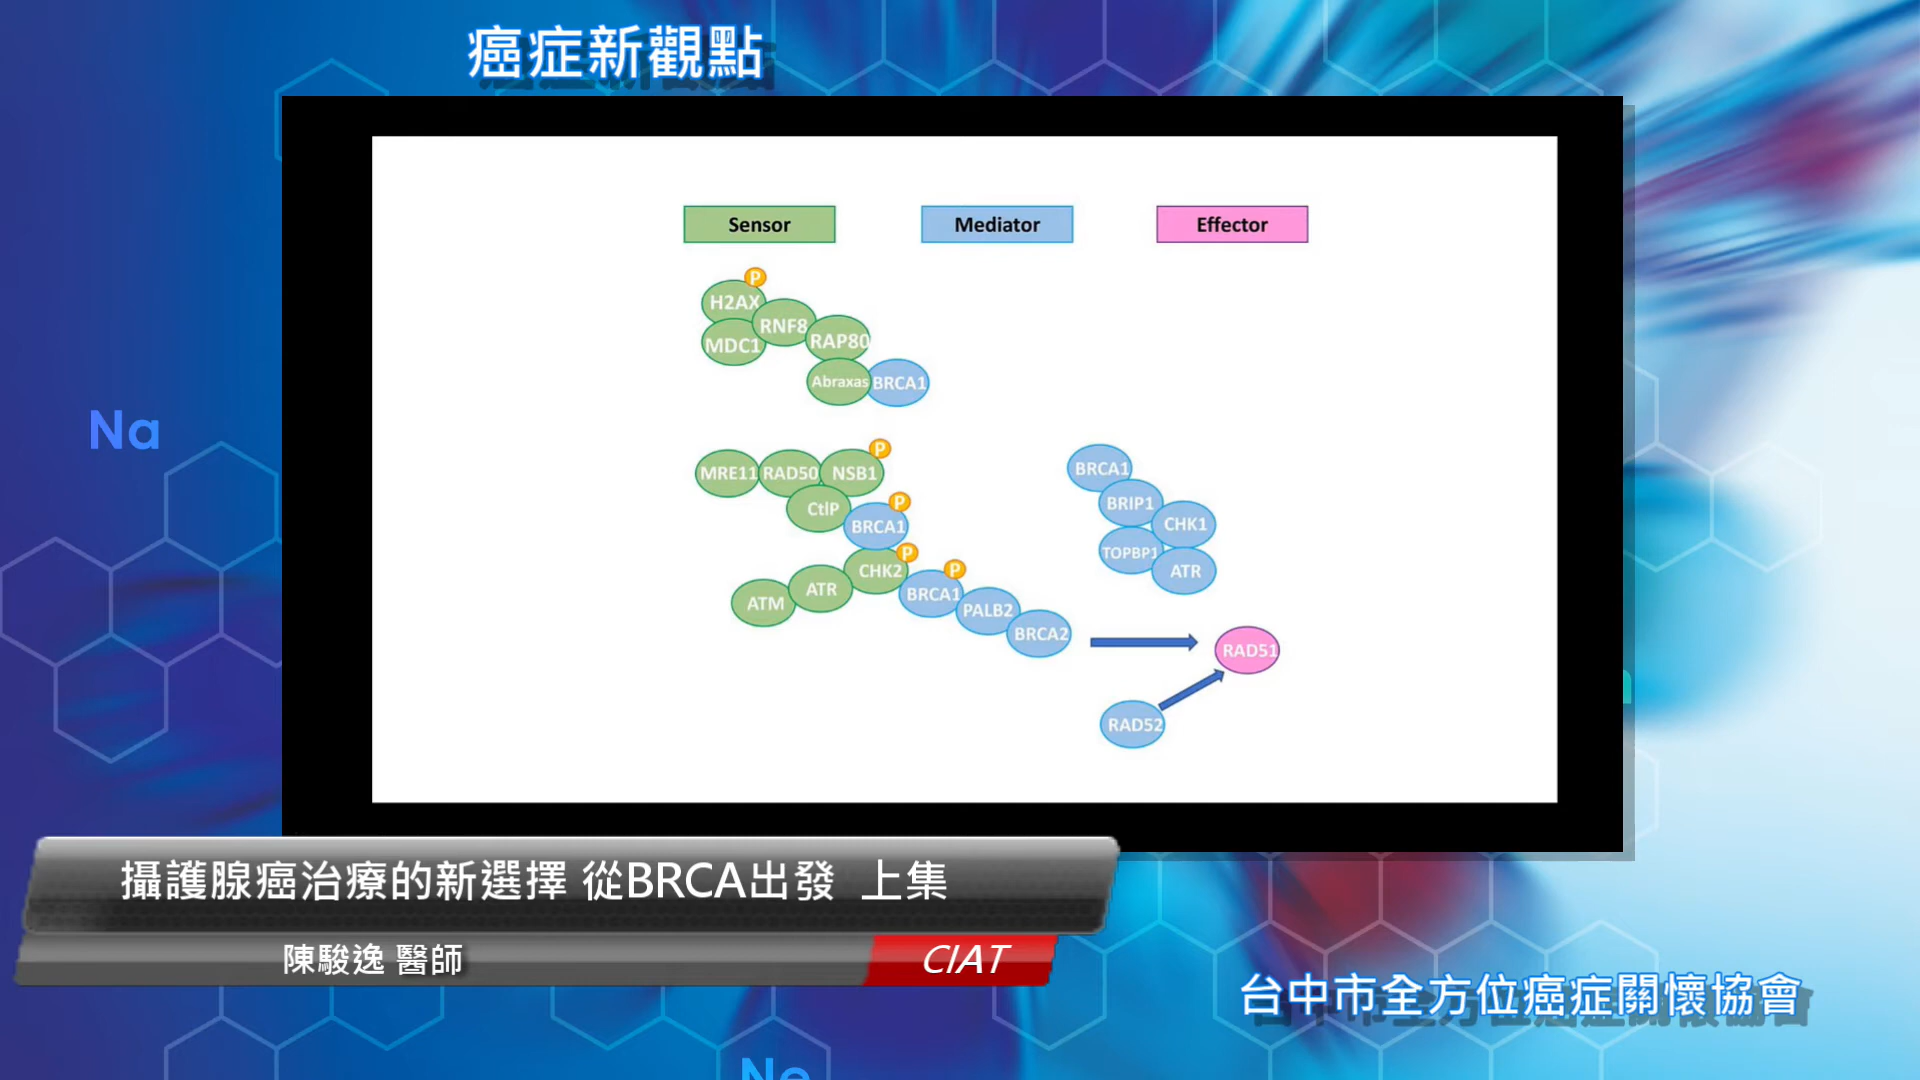 癌症新觀點
Sensor
Mediator
Effector
P
H2AX
RNF8
MDC1
RAP80
Abraxas
BRCA1
P
MRE11
RAD50
NSB1
P
CtIP
BRCA1
P
CHK2
P
ATR
ATM
BRCA1
PALB2
BRCA2
BRCA1
BRIP1
CHK1
TOPBP1
ATR
RAD51
RAD52
Na
攝護腺癌治療的新選擇 從BRCA出發 上集
陳駿逸 醫師
CIAT
台中市全方位癌症關懷協會
Ne